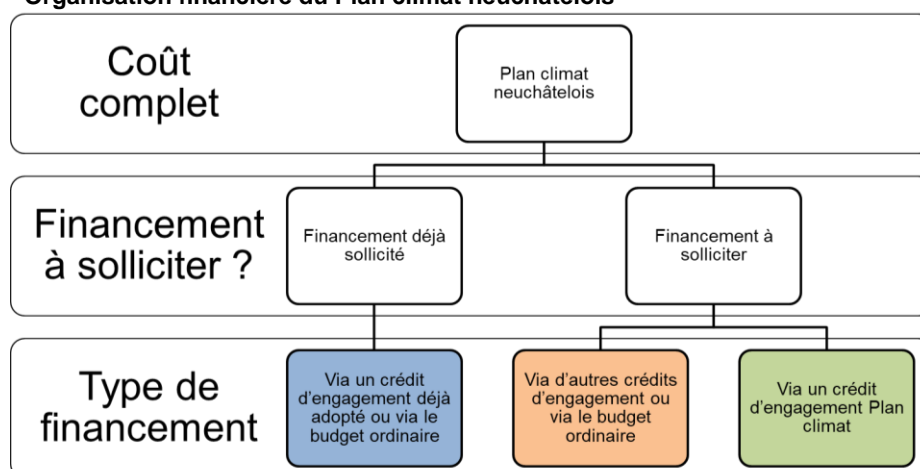 Organisation financière du Plan climat neuchâtelois
Coût
complet
Plan climat
neuchâtelois
Financement
à solliciter ?
Financement déjà
sollicité
Financement à
solliciter
Type de
financement
Via un crédit
d'engagement déjà
adopté ou via le
budget ordinaire
Via d'autres crédits
d'engagement ou
via le budget
ordinaire
Via un crédit
d'engagement Plan
climat